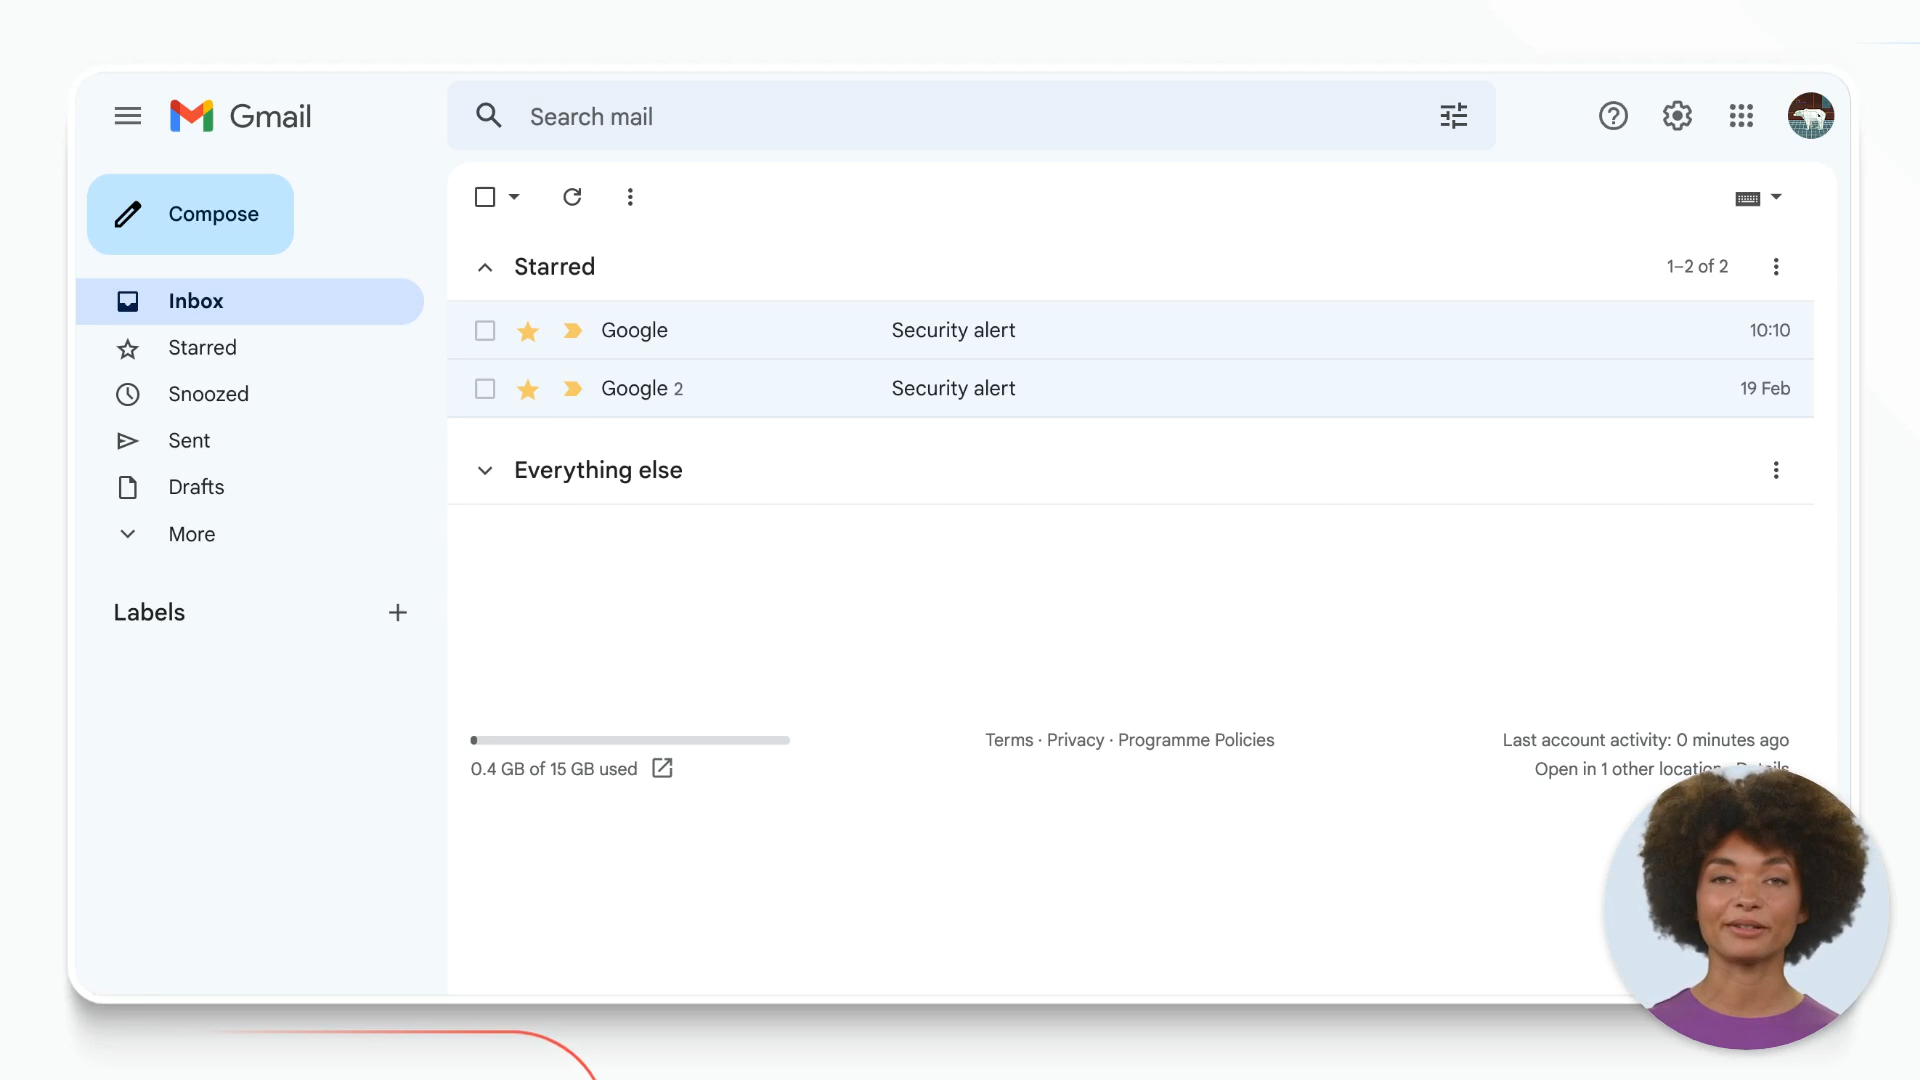 Gmail
Search mail
Compose
Inbox
Starred
Snoozed
Sent
Drafts
More
Labels
Starred
1–2 of 2
Google
Security alert
10:10
Google 2
Security alert
19 Feb
Everything else
0.4 GB of 15 GB used
Terms · Privacy · Programme Policies
Last account activity: 0 minutes ago
Open in 1 other location